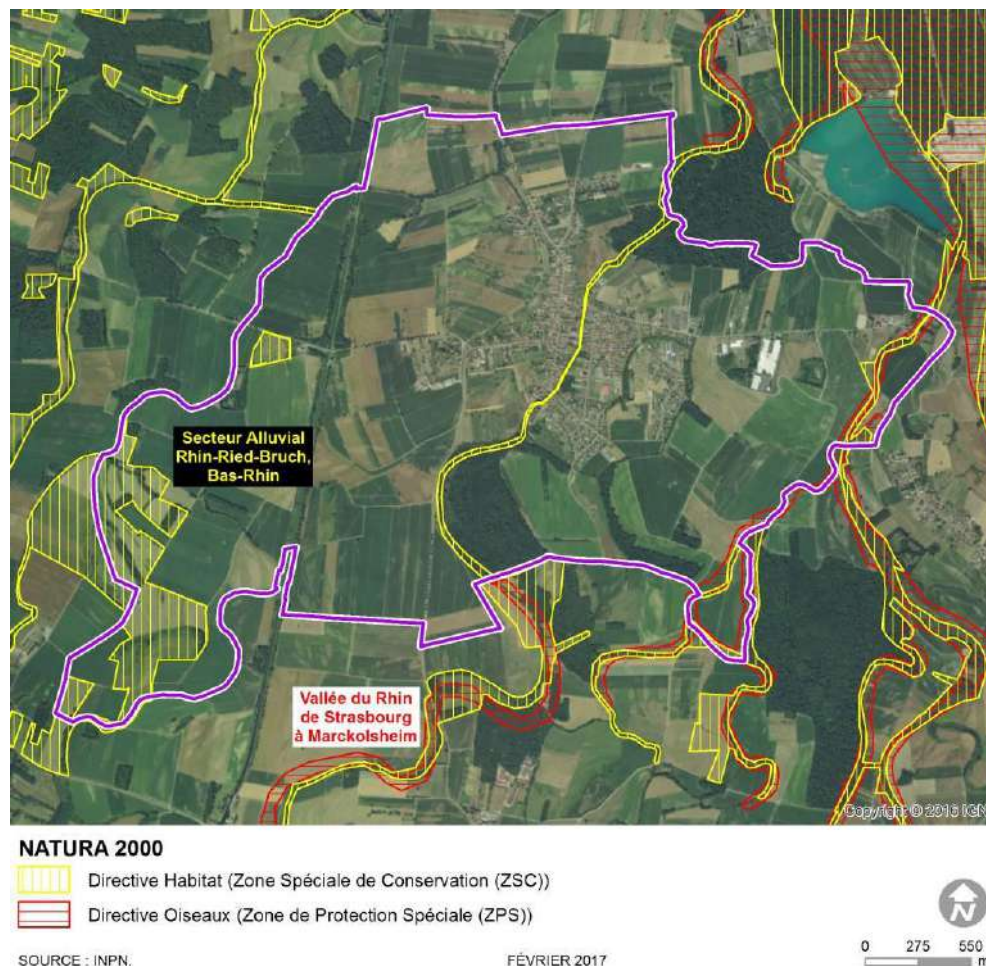 Secteur Alluvial
Rhin-Ried-Bruch,
Bas-Rhin
Vallée du Rhin
de Strasbourg
à Marckolsheim
Copyright © 2016 IGN
NATURA 2000
Directive Habitat (Zone Spéciale de Conservation (ZSC))
Directive Oiseaux (Zone de Protection Spéciale (ZPS))
N
SOURCE : INPN.
FÉVRIER 2017
0 275 550
m